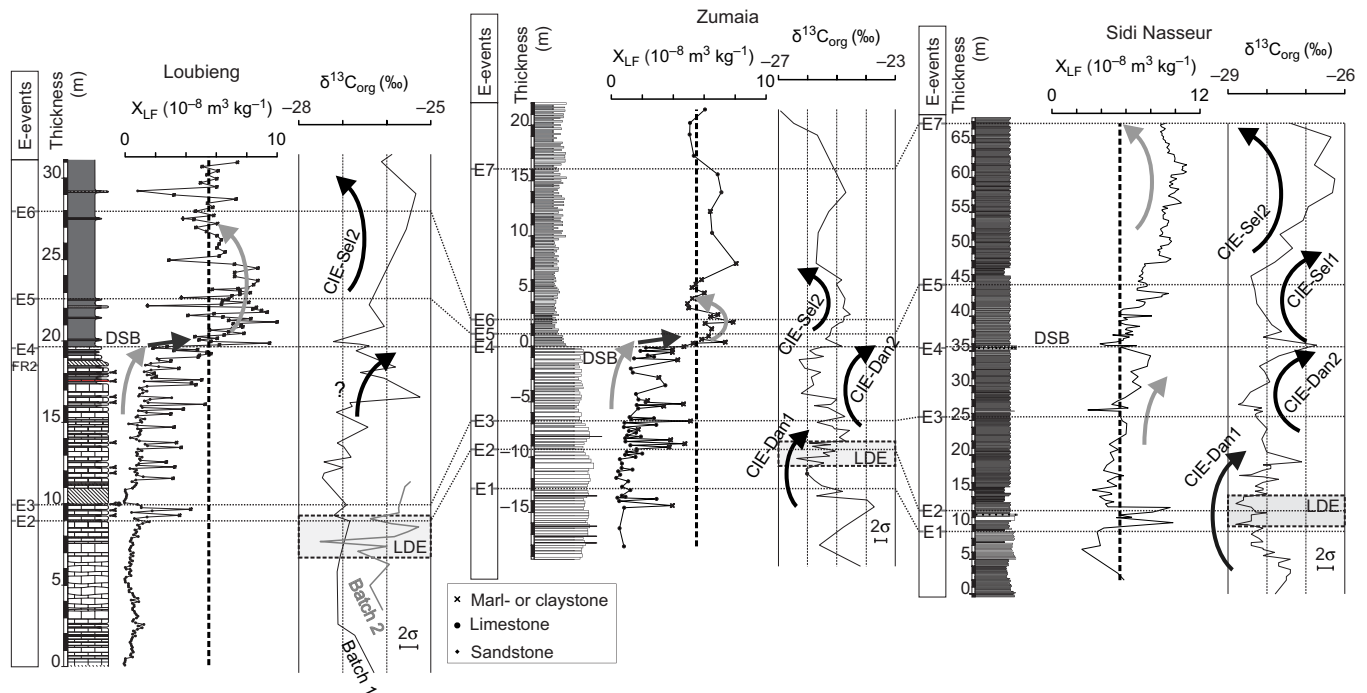 Loubieng
E-events
Thickness
(m)
X_LF (10⁻⁸ m³ kg⁻¹)
0
10
δ¹³C_org (‰)
−28
−25
30
25
20
15
10
5
0
E6
E5
E4
FR2
E3
E2
DSB
?
CIE-Sel2
LDE
Batch 2
Batch 1
2σ
Zumaia
E-events
Thickness
(m)
X_LF (10⁻⁸ m³ kg⁻¹)
0
10
δ¹³C_org (‰)
−27
−23
20
15
10
5
0
−5
−10
−15
E7
E6
E5
E4
E3
E2
E1
DSB
CIE-Sel2
CIE-Dan2
CIE-Dan1
LDE
2σ
Marl- or claystone
Limestone
Sandstone
Sidi Nasseur
E-events
Thickness
(m)
X_LF (10⁻⁸ m³ kg⁻¹)
0
12
δ¹³C_org (‰)
−29
−26
65
60
55
50
45
40
35
30
25
20
15
10
5
0
E7
E5
E4
E3
E2
E1
DSB
CIE-Sel2
CIE-Sel1
CIE-Dan2
CIE-Dan1
LDE
2σ